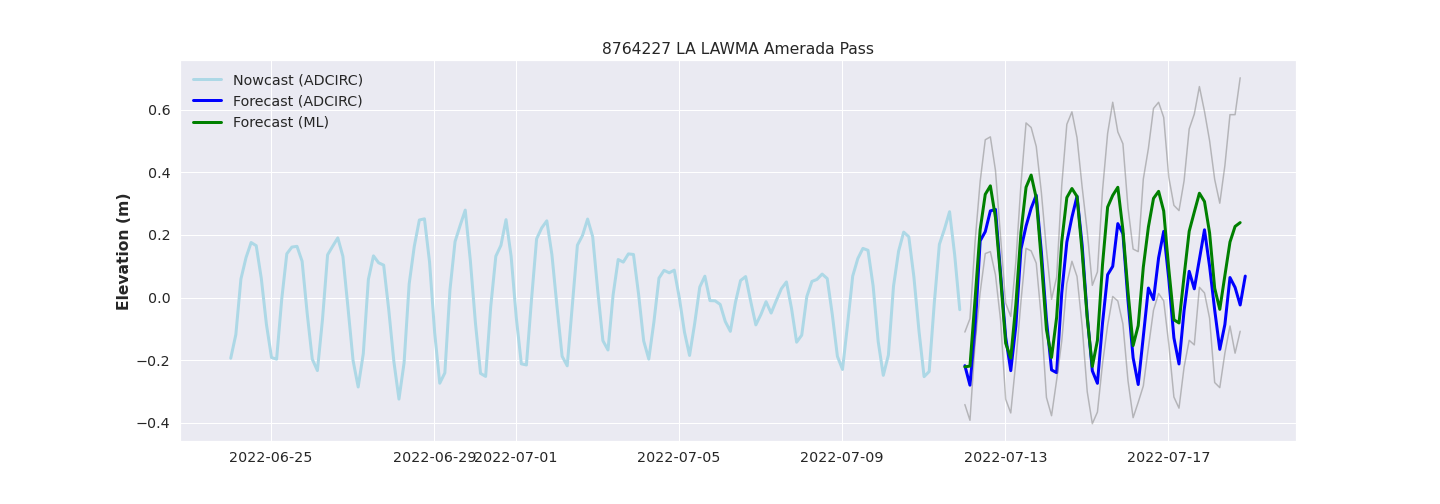 8764227 LA LAWMA Amerada Pass
Nowcast (ADCIRC)
Forecast (ADCIRC)
Forecast (ML)
Elevation (m)
0.6
0.4
0.2
0.0
−0.2
−0.4
2022-06-25 2022-06-29 2022-07-01 2022-07-05 2022-07-09 2022-07-13 2022-07-17